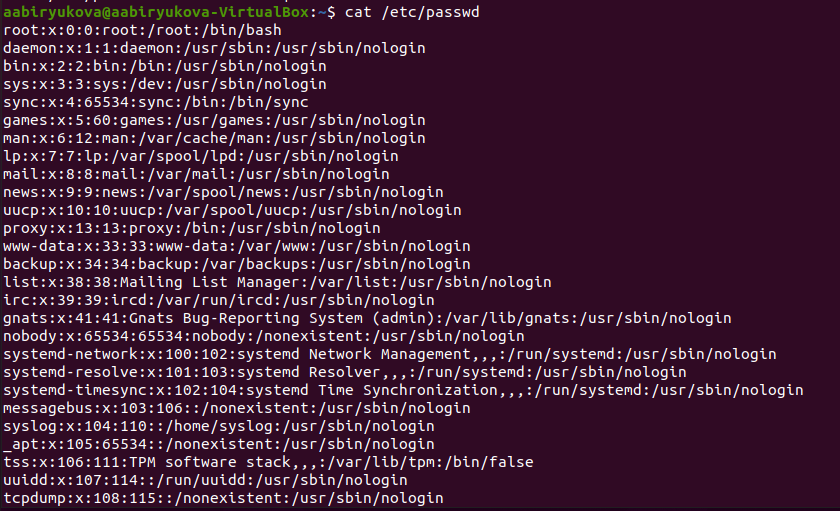 aabiryukova@aabiryukova-VirtualBox:~$ cat /etc/passwd
root:x:0:0:root:/root:/bin/bash
daemon:x:1:1:daemon:/usr/sbin:/usr/sbin/nologin
bin:x:2:2:bin:/bin:/usr/sbin/nologin
sys:x:3:3:sys:/dev:/usr/sbin/nologin
sync:x:4:65534:sync:/bin:/bin/sync
games:x:5:60:games:/usr/games:/usr/sbin/nologin
man:x:6:12:man:/var/cache/man:/usr/sbin/nologin
lp:x:7:7:lp:/var/spool/lpd:/usr/sbin/nologin
mail:x:8:8:mail:/var/mail:/usr/sbin/nologin
news:x:9:9:news:/var/spool/news:/usr/sbin/nologin
uucp:x:10:10:uucp:/var/spool/uucp:/usr/sbin/nologin
proxy:x:13:13:proxy:/bin:/usr/sbin/nologin
www-data:x:33:33:www-data:/var/www:/usr/sbin/nologin
backup:x:34:34:backup:/var/backups:/usr/sbin/nologin
list:x:38:38:Mailing List Manager:/var/list:/usr/sbin/nologin
irc:x:39:39:ircd:/var/run/ircd:/usr/sbin/nologin
gnats:x:41:41:Gnats Bug-Reporting System (admin):/var/lib/gnats:/usr/sbin/nologin
nobody:x:65534:65534:nobody:/nonexistent:/usr/sbin/nologin
systemd-network:x:100:102:systemd Network Management,,,:/run/systemd:/usr/sbin/nologin
systemd-resolve:x:101:103:systemd Resolver,,,:/run/systemd:/usr/sbin/nologin
systemd-timesync:x:102:104:systemd Time Synchronization,,,:/run/systemd:/usr/sbin/nologin
messagebus:x:103:106::/nonexistent:/usr/sbin/nologin
syslog:x:104:110::/home/syslog:/usr/sbin/nologin
_apt:x:105:65534::/nonexistent:/usr/sbin/nologin
tss:x:106:111:TPM software stack,,,:/var/lib/tpm:/bin/false
uuidd:x:107:114::/run/uuidd:/usr/sbin/nologin
tcpdump:x:108:115::/nonexistent:/usr/sbin/nologin